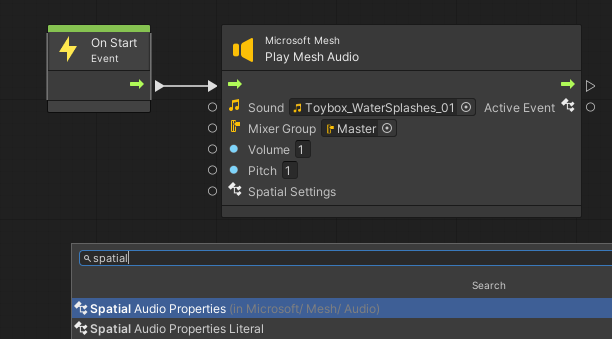 On Start
Event
Microsoft Mesh
Play Mesh Audio
Sound Toybox_WaterSplashes_01 Active Event
Mixer Group Master
Volume 1
Pitch 1
Spatial Settings
spatial
Search
Spatial Audio Properties (in Microsoft/ Mesh/ Audio)
Spatial Audio Properties Literal